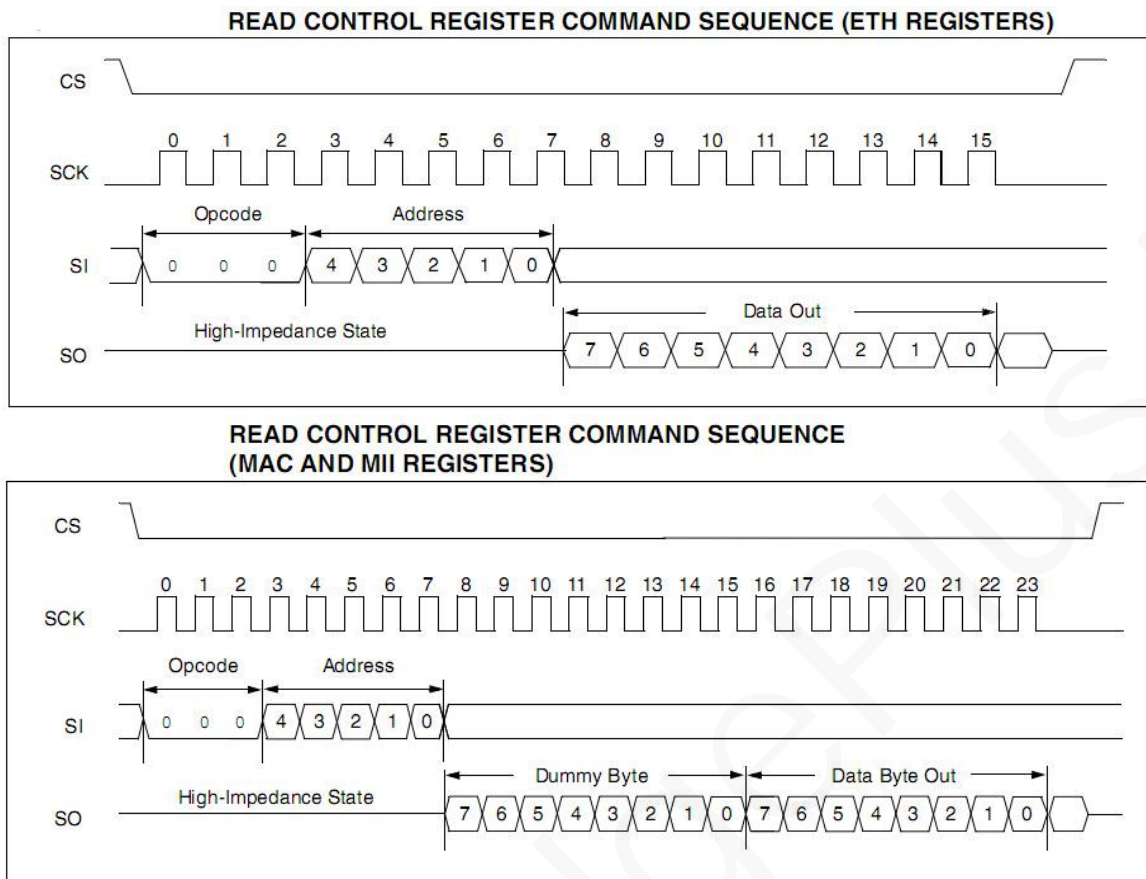 READ CONTROL REGISTER COMMAND SEQUENCE (ETH REGISTERS)
CS
0 1 2 3 4 5 6 7 8 9 10 11 12 13 14 15
SCK
Opcode Address
SI 0 0 0 4 3 2 1 0
Data Out
High-Impedance State
SO 7 6 5 4 3 2 1 0
READ CONTROL REGISTER COMMAND SEQUENCE
(MAC AND MII REGISTERS)
CS
0 1 2 3 4 5 6 7 8 9 10 11 12 13 14 15 16 17 18 19 20 21 22 23
SCK
Opcode Address
SI 0 0 0 4 3 2 1 0
Dummy Byte Data Byte Out
High-Impedance State
SO 7 6 5 4 3 2 1 0 7 6 5 4 3 2 1 0